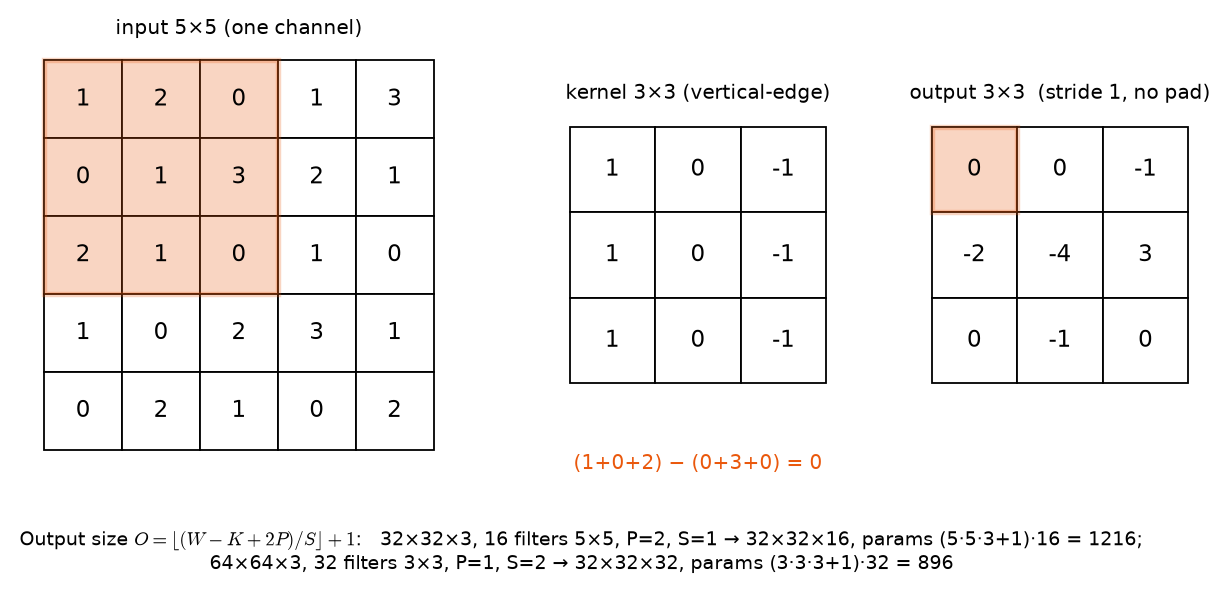 input 5×5 (one channel)
1 2 0 1 3
0 1 3 2 1
2 1 0 1 0
1 0 2 3 1
0 2 1 0 2
kernel 3×3 (vertical-edge)
1 0 -1
1 0 -1
1 0 -1
(1+0+2) − (0+3+0) = 0
output 3×3 (stride 1, no pad)
0 0 -1
-2 -4 3
0 -1 0
Output size O = ⌊(W − K + 2P)/S⌋ + 1: 32×32×3, 16 filters 5×5, P=2, S=1 → 32×32×16, params (5·5·3+1)·16 = 1216;
64×64×3, 32 filters 3×3, P=1, S=2 → 32×32×32, params (3·3·3+1)·32 = 896